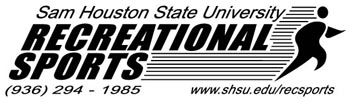 Sam Houston State University
RECREATIONAL
SPORTS
(936) 294 - 1985 www.shsu.edu/recsports